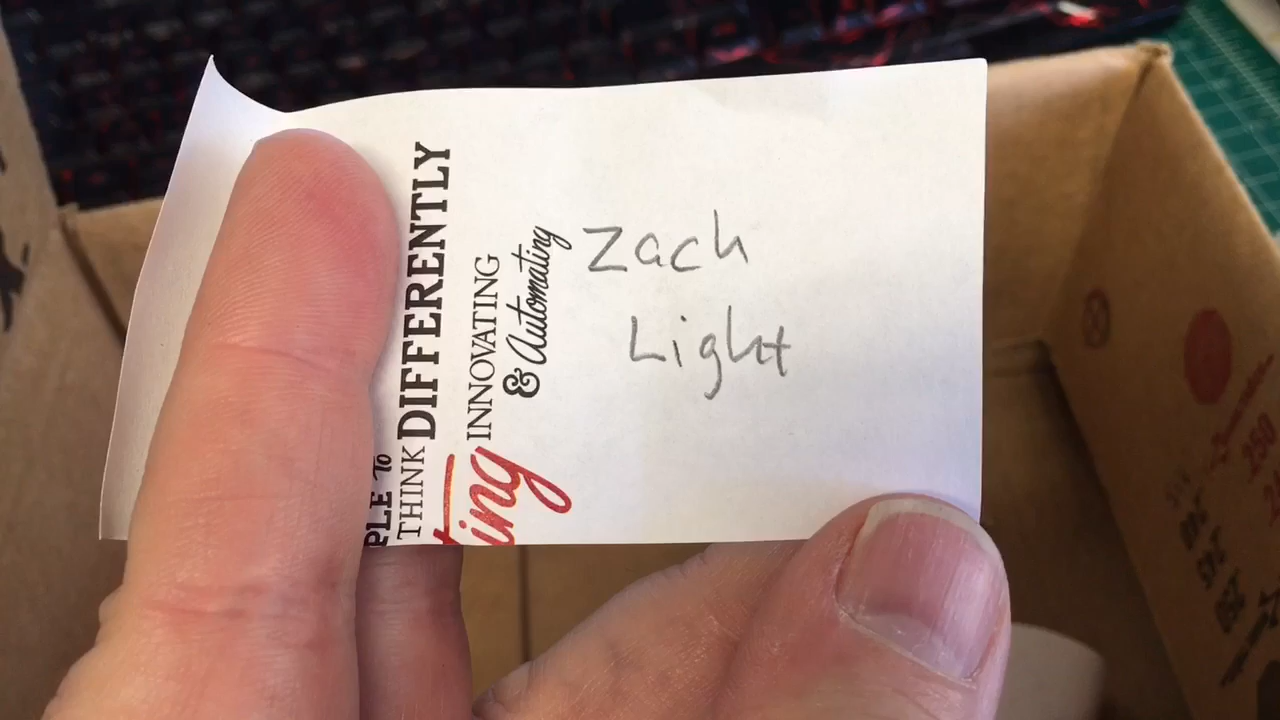 Zach
Light
PLE TO
THINK DIFFERENTLY
ting INNOVATING
& Automating